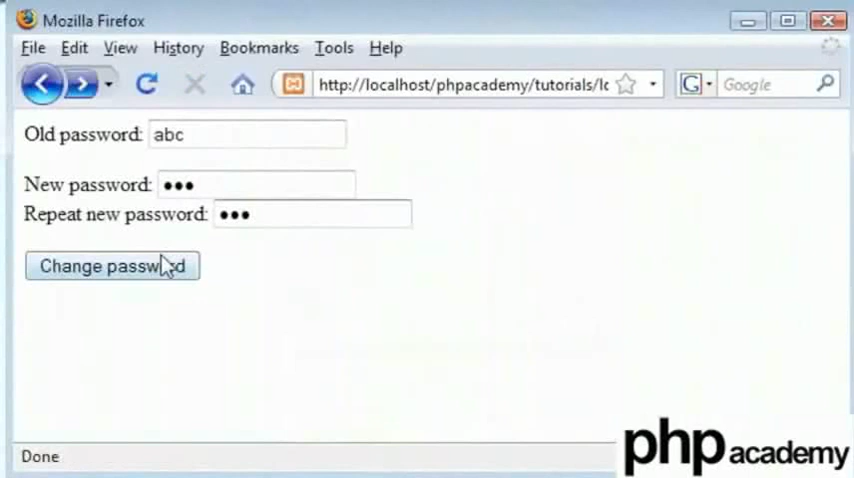 Mozilla Firefox
File Edit View History Bookmarks Tools Help
http://localhost/phpacademy/tutorials/lc G Google
Old password: abc
New password: •••
Repeat new password: •••
Change password
Done
php academy